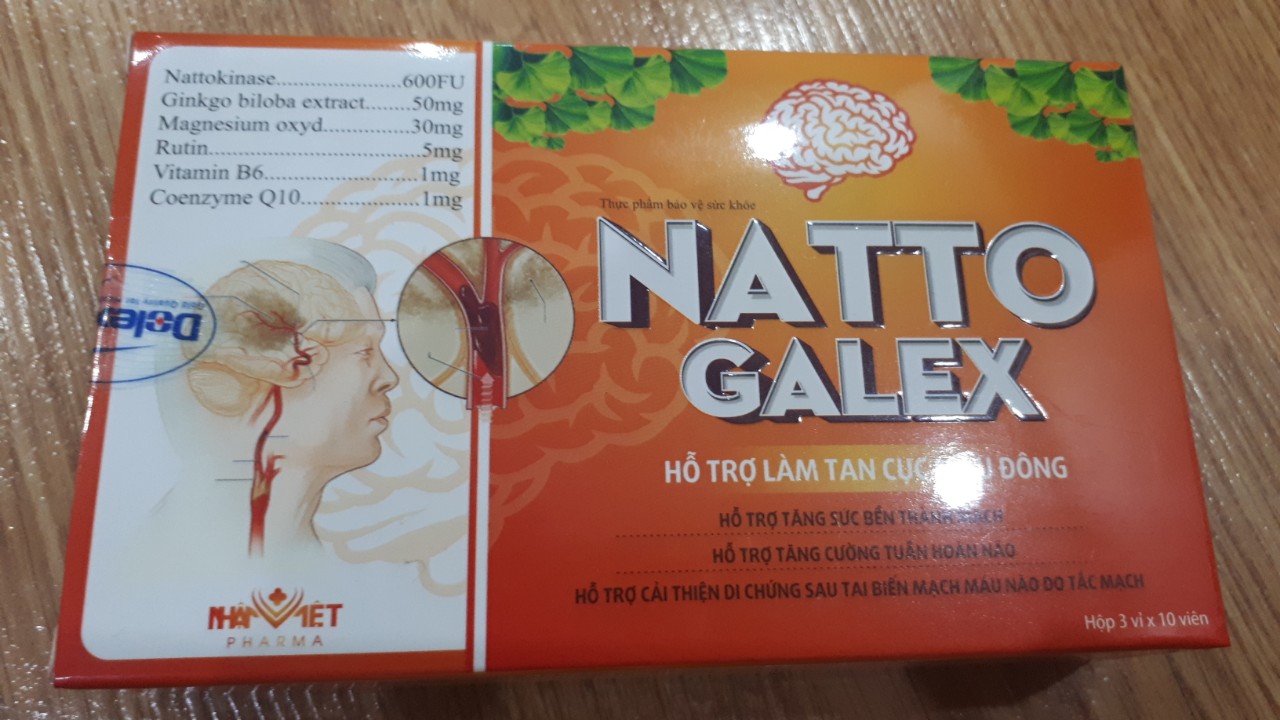 Nattokinase......................600FU
Ginkgo biloba extract........50mg
Magnesium oxyd...............30mg
Rutin.....................................5mg
Vitamin B6...........................1mg
Coenzyme Q10.....................1mg
NHÂN VIỆT
PHARMA
Thực phẩm bảo vệ sức khỏe
NATTO
GALEX
HỖ TRỢ LÀM TAN CỤC ĐÔNG
HỖ TRỢ TĂNG SỨC BỀN THÀNH MẠCH
HỖ TRỢ TĂNG CƯỜNG TUẦN HOÀN NÃO
HỖ TRỢ CẢI THIỆN DI CHỨNG SAU TAI BIẾN MẠCH MÁU NÃO DO TẮC MẠCH
Hộp 3 vỉ x 10 viên